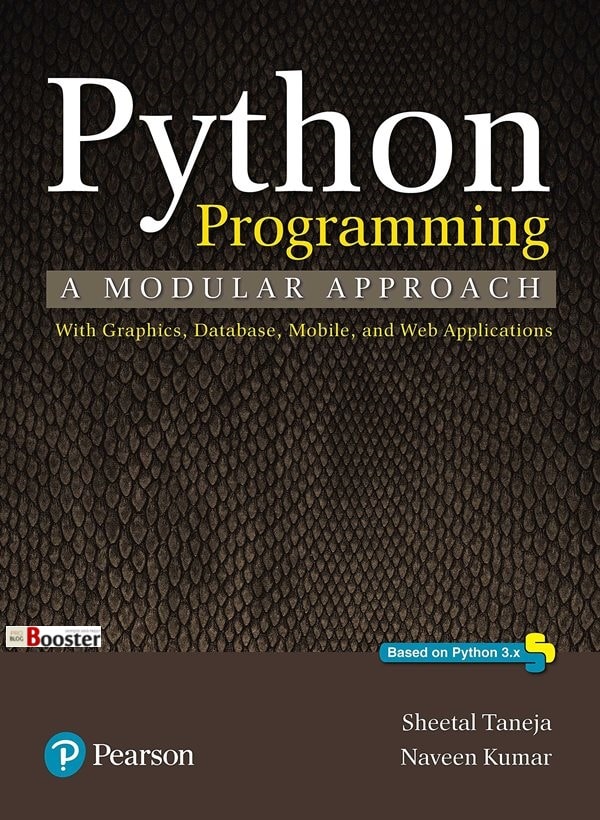 Python
Programming
A MODULAR APPROACH
With Graphics, Database, Mobile, and Web Applications
BLOG Booster
Based on Python 3.x
Sheetal Taneja
Naveen Kumar
P Pearson